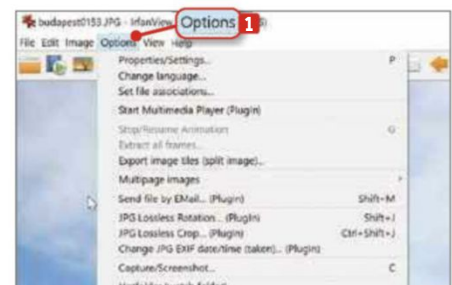 budapest0153.JPG - IrfanView
Options 1
File Edit Image Options View Help
Properties/Settings... P
Change language...
Set file associations...
Start Multimedia Player (Plugin)
Stop/Resume Animation G
Extract all frames...
Export image tiles (split image)...
Multipage images
Send file by EMail... (Plugin) Shift+M
JPG Lossless Rotation... (Plugin) Shift+J
JPG Lossless Crop... (Plugin) Ctrl+Shift+J
Change JPG EXIF date/time (taken)... (Plugin)
Capture/Screenshot... C